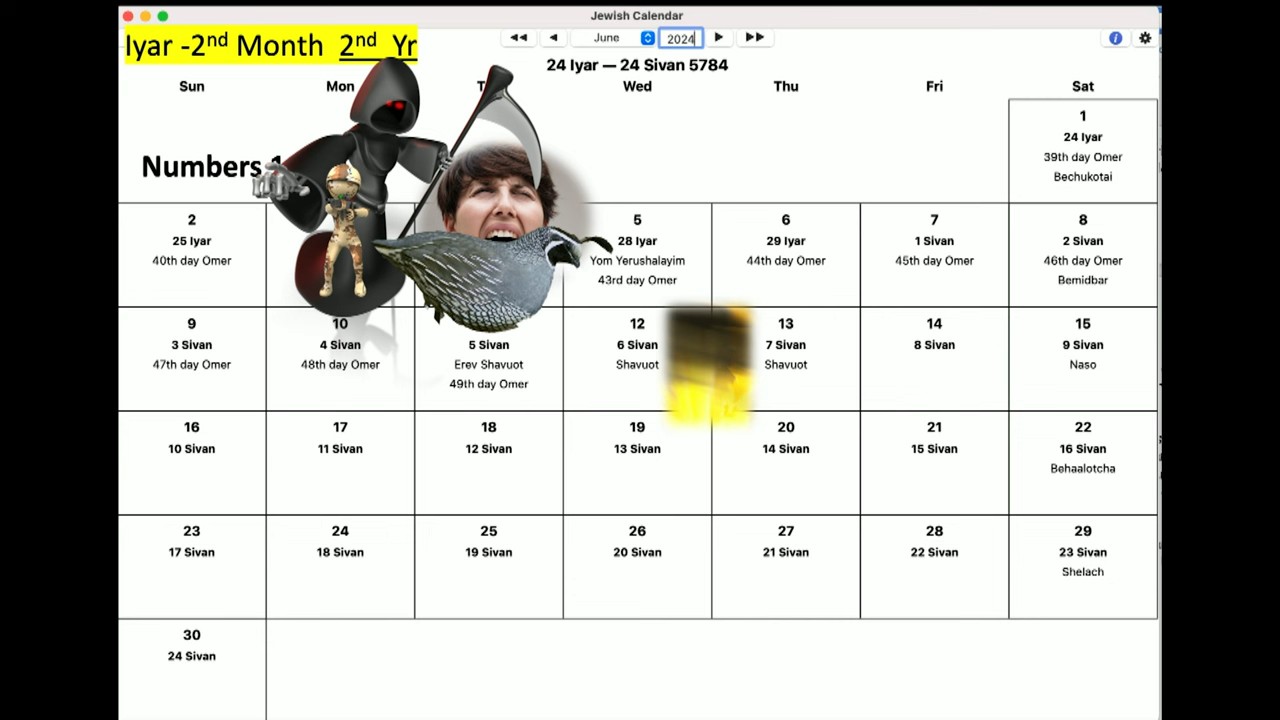 Jewish Calendar
Iyar -2nd Month 2nd Yr
June 2024
24 Iyar — 24 Sivan 5784
Sun Mon Wed Thu Fri Sat
Numbers
1
24 Iyar
39th day Omer
Bechukotai
2
25 Iyar
40th day Omer
5
28 Iyar
Yom Yerushalayim
43rd day Omer
6
29 Iyar
44th day Omer
7
1 Sivan
45th day Omer
8
2 Sivan
46th day Omer
Bemidbar
9
3 Sivan
47th day Omer
10
4 Sivan
48th day Omer
5 Sivan
Erev Shavuot
49th day Omer
12
6 Sivan
Shavuot
13
7 Sivan
Shavuot
14
8 Sivan
15
9 Sivan
Naso
16
10 Sivan
17
11 Sivan
18
12 Sivan
19
13 Sivan
20
14 Sivan
21
15 Sivan
22
16 Sivan
Behaalotcha
23
17 Sivan
24
18 Sivan
25
19 Sivan
26
20 Sivan
27
21 Sivan
28
22 Sivan
29
23 Sivan
Shelach
30
24 Sivan